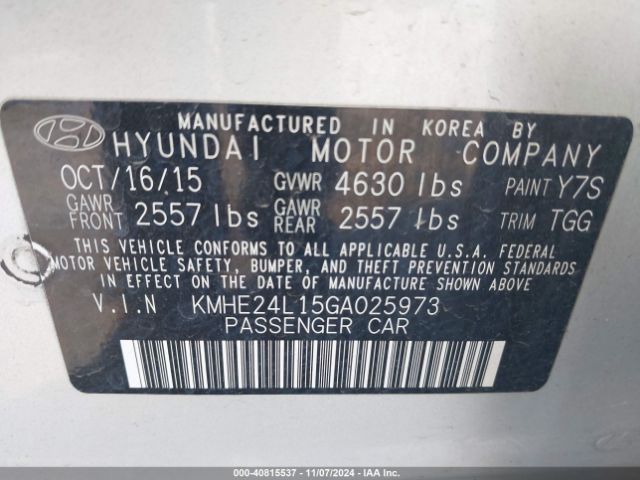 MANUFACTURED IN KOREA BY
HYUNDAI MOTOR COMPANY
OCT/16/15 GVWR 4630 lbs PAINT Y7S
GAWR FRONT 2557 lbs GAWR REAR 2557 lbs TRIM TGG
THIS VEHICLE CONFORMS TO ALL APPLICABLE U.S.A. FEDERAL
MOTOR VEHICLE SAFETY, BUMPER, AND THEFT PREVENTION STANDARDS
IN EFFECT ON THE DATE OF MANUFACTURE SHOWN ABOVE.
V.I.N KMHE24L15GA025973
PASSENGER CAR
000-40815537 - 11/07/2024 - IAAI.com